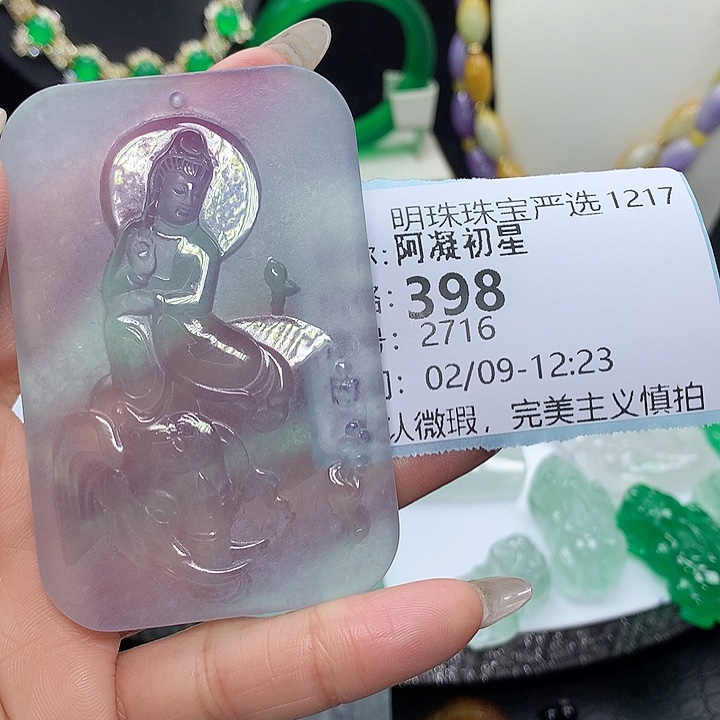 明珠珠宝严选1217
：阿凝初星
：398
：2716
：02/09-12:23
认微瑕，完美主义慎拍